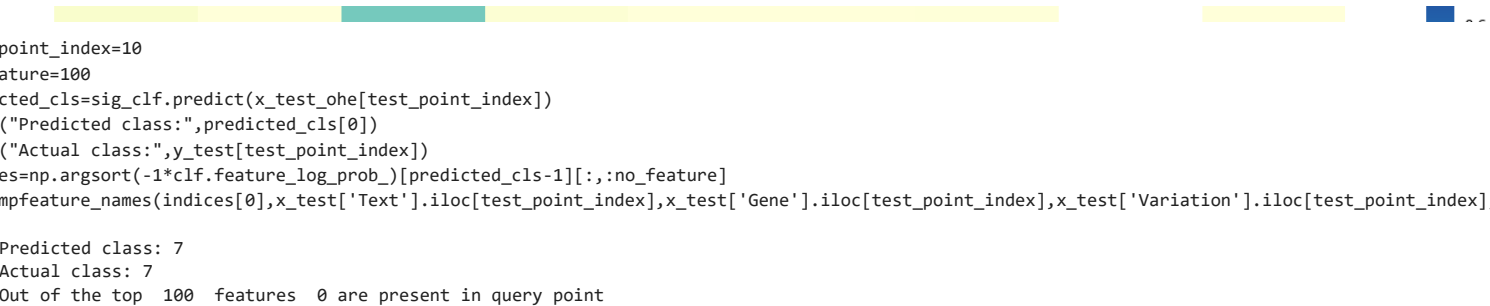 point_index=10
ature=100
cted_cls=sig_clf.predict(x_test_ohe[test_point_index])
("Predicted class:",predicted_cls[0])
("Actual class:",y_test[test_point_index])
es=np.argsort(-1*clf.feature_log_prob_)[predicted_cls-1][:,:no_feature]
mpfeature_names(indices[0],x_test['Text'].iloc[test_point_index],x_test['Gene'].iloc[test_point_index],x_test['Variation'].iloc[test_point_index]
Predicted class: 7
Actual class: 7
Out of the top  100  features  0 are present in query point